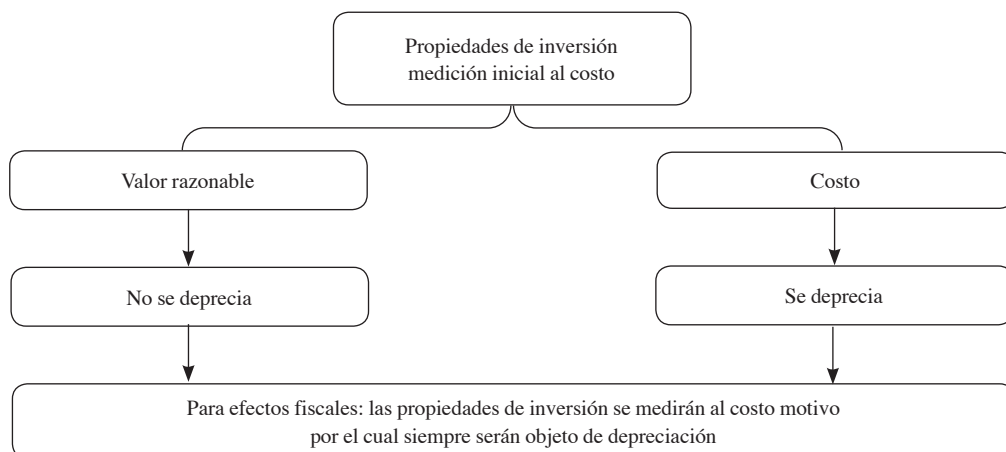 Propiedades de inversión
medición inicial al costo
Valor razonable
Costo
No se deprecia
Se deprecia
Para efectos fiscales: las propiedades de inversión se medirán al costo motivo
por el cual siempre serán objeto de depreciación